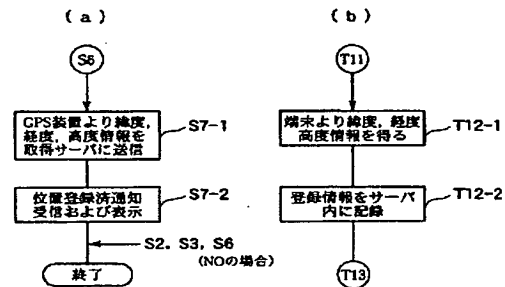 (a)
S6
GPS装置より緯度,
経度,高度情報を
取得サーバに送信
S7-1
位置登録済通知
受信および表示
S7-2
S2. S3, S6
(NOの場合)
終了
(b)
T11
端末より緯度,経度
高度情報を得る
T12-1
登録情報をサーバ
内に記録
T12-2
T13